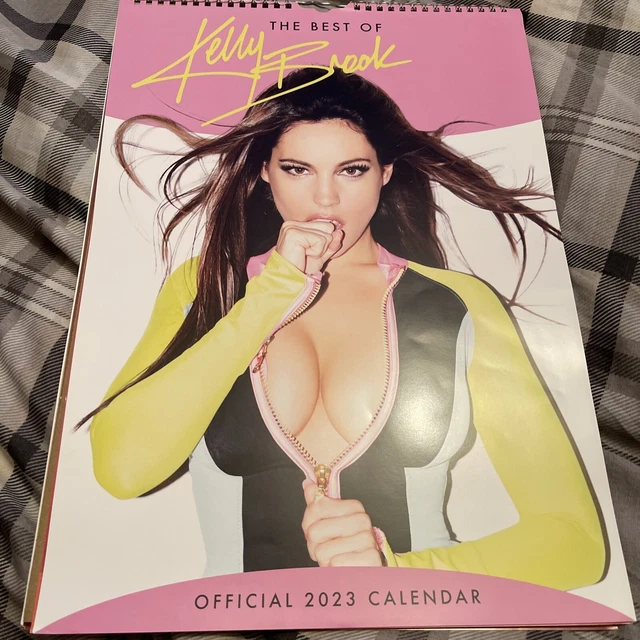 THE BEST OF
Kelly Brook
OFFICIAL 2023 CALENDAR